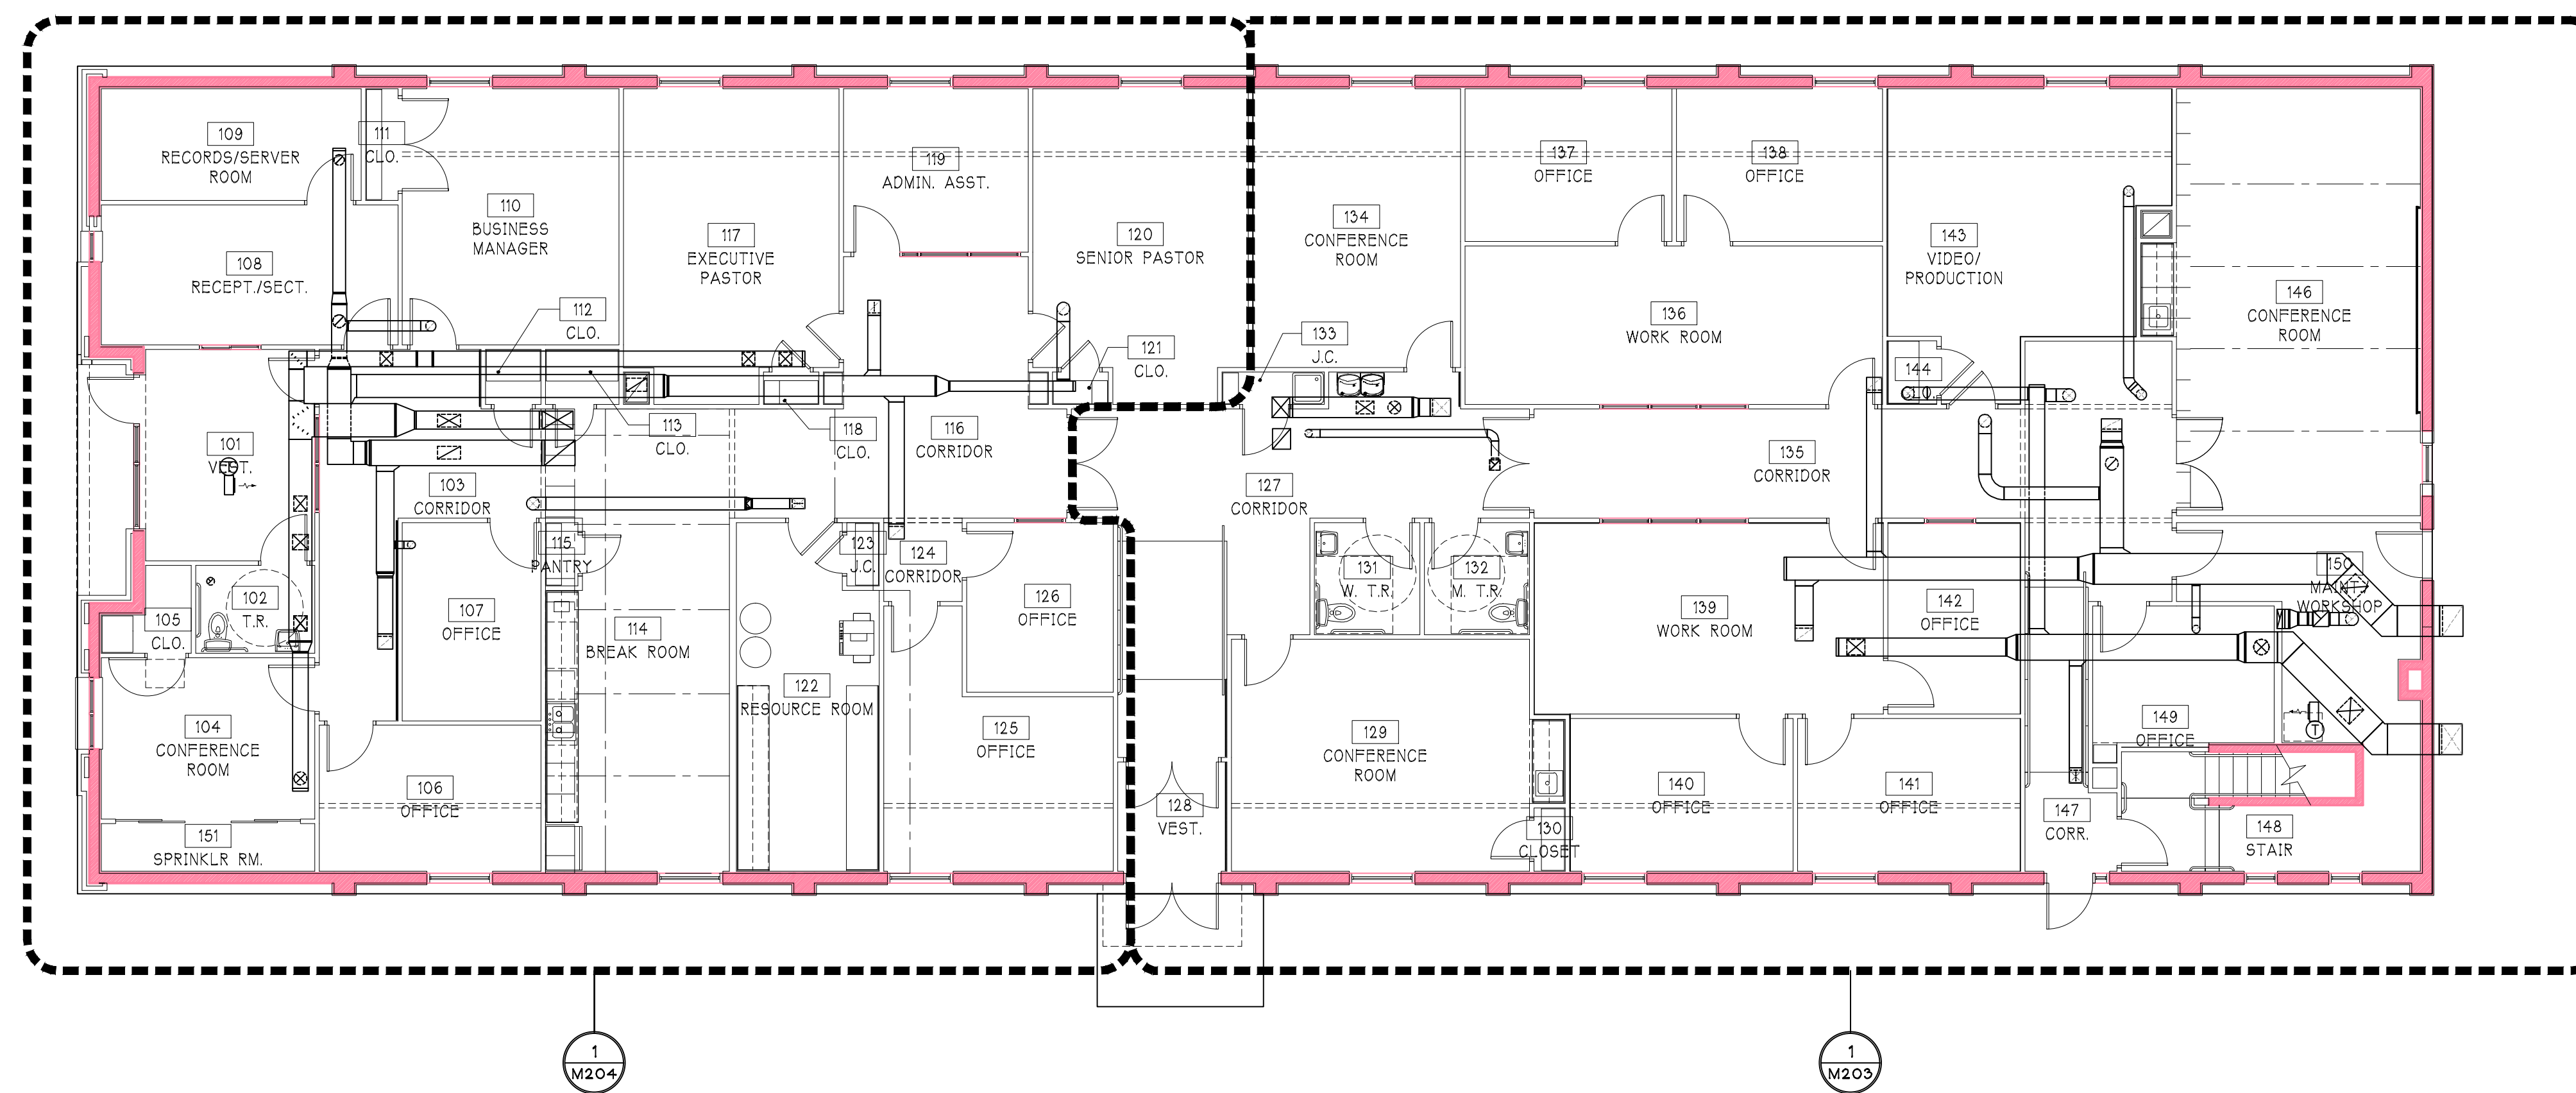 109
RECORDS/SERVER
ROOM
111
CLO.
110
BUSINESS
MANAGER
108
RECEPT./SECT.
117
EXECUTIVE
PASTOR
119
ADMIN. ASST.
120
SENIOR PASTOR
112
CLO.
121
CLO.
113
CLO.
118
CLO.
116
CORRIDOR
101
VEST.
103
CORRIDOR
115
PANTRY
123
J.C.
124
CORRIDOR
102
T.R.
105
CLO.
107
OFFICE
114
BREAK ROOM
126
OFFICE
122
RESOURCE ROOM
104
CONFERENCE
ROOM
125
OFFICE
106
OFFICE
151
SPRINKLR RM.
134
CONFERENCE
ROOM
137
OFFICE
138
OFFICE
133
J.C.
136
WORK ROOM
143
VIDEO/
PRODUCTION
144
CLO.
146
CONFERENCE
ROOM
127
CORRIDOR
135
CORRIDOR
131
W. T.R.
132
M. T.R.
139
WORK ROOM
142
OFFICE
150
MAINT.
WORKSHOP
129
CONFERENCE
ROOM
149
OFFICE
T
128
VEST.
130
CLOSET
140
OFFICE
141
OFFICE
147
CORR.
148
STAIR
1
M204
1
M203